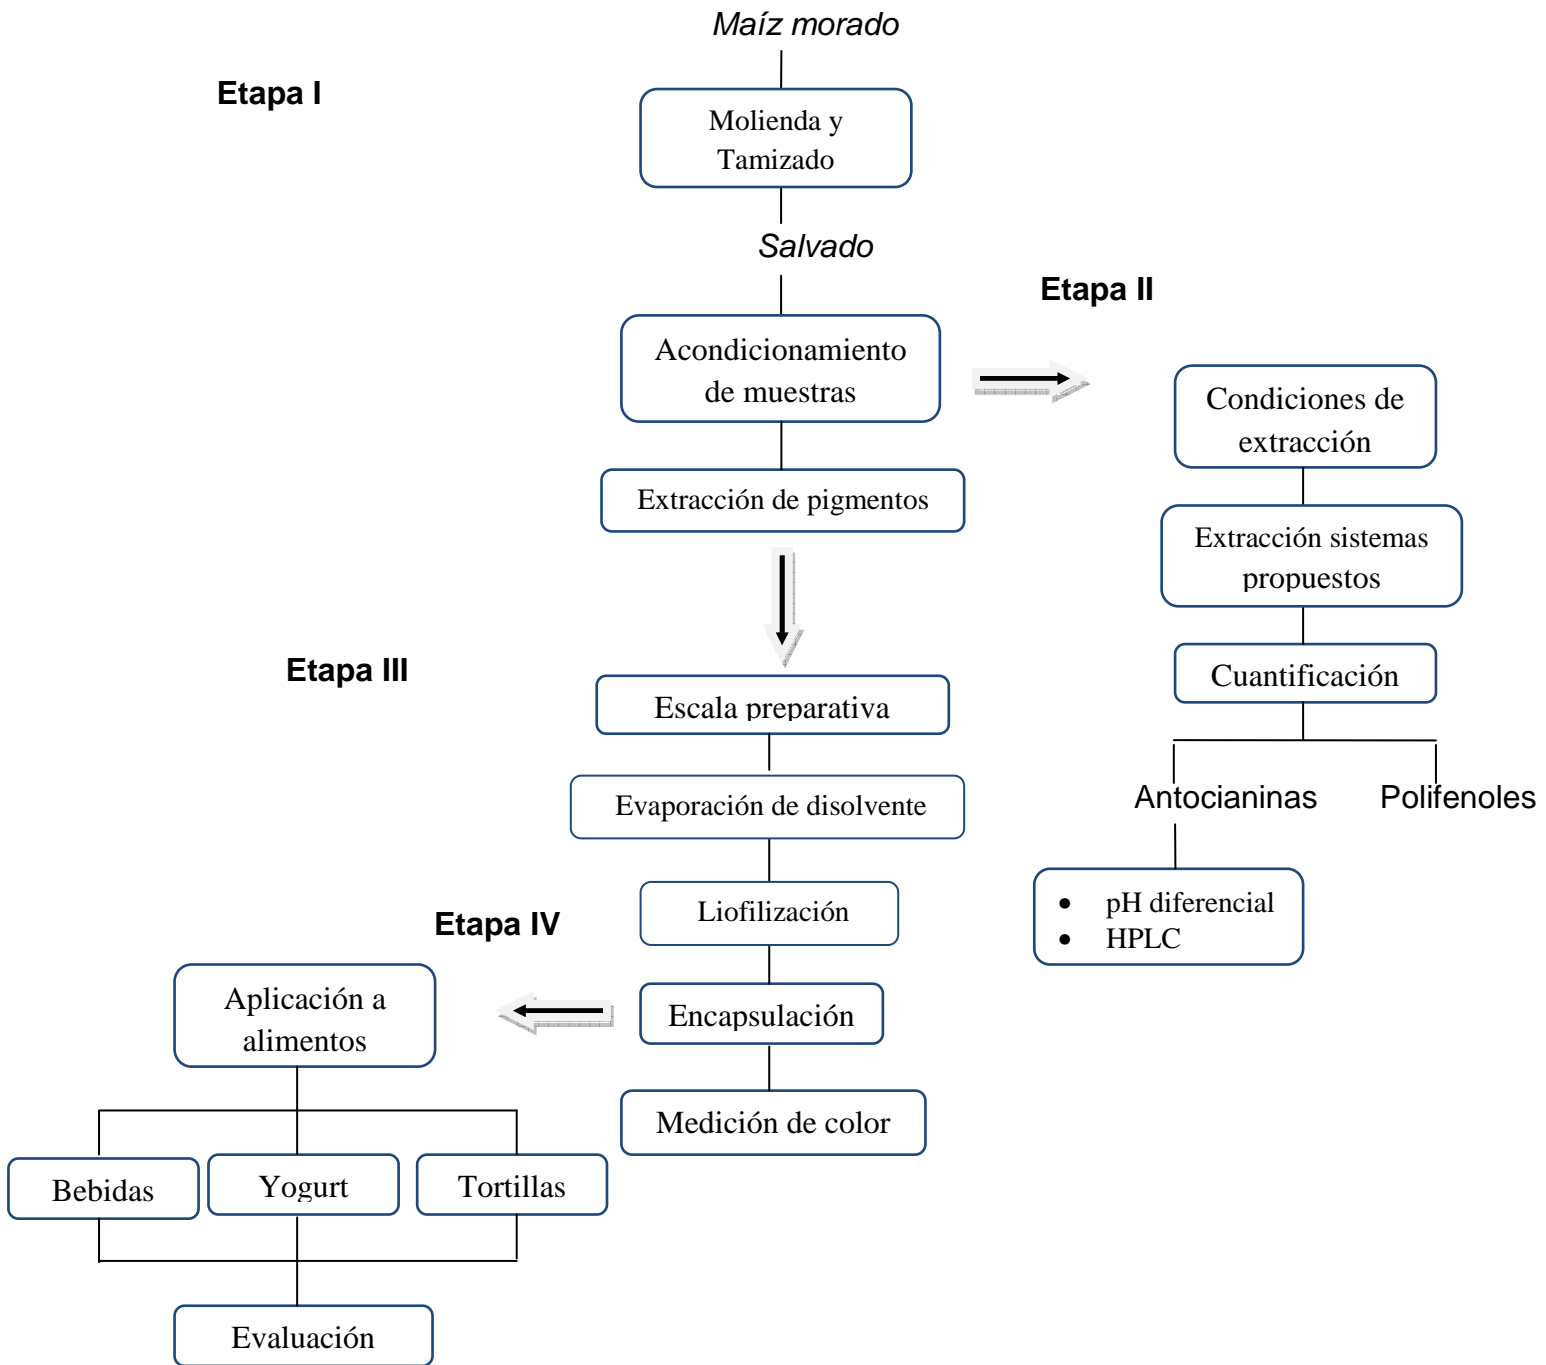 Maíz morado
Etapa I
Molienda y
Tamizado
Salvado
Etapa II
Acondicionamiento
de muestras
Condiciones de
extracción
Extracción de pigmentos
Extracción sistemas
propuestos
Etapa III
Cuantificación
Escala preparativa
Antocianinas
Polifenoles
Evaporación de disolvente
• pH diferencial
• HPLC
Liofilización
Etapa IV
Aplicación a
alimentos
Encapsulación
Medición de color
Bebidas
Yogurt
Tortillas
Evaluación